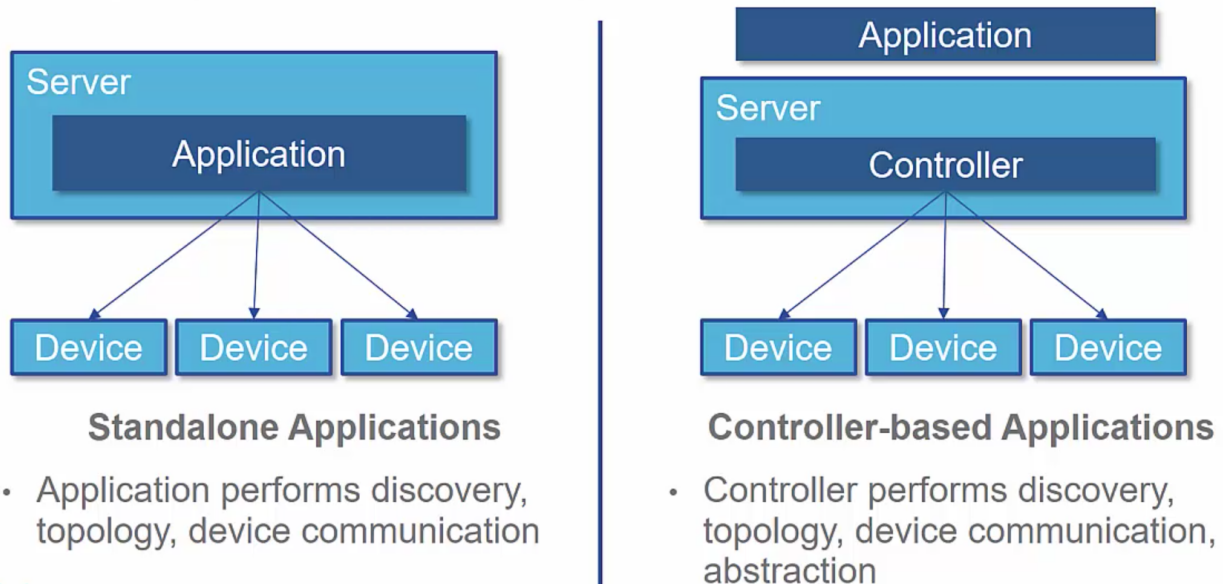 Server
Application
Device
Device
Device
Standalone Applications
• Application performs discovery,
topology, device communication
Application
Server
Controller
Device
Device
Device
Controller-based Applications
• Controller performs discovery,
topology, device communication,
abstraction